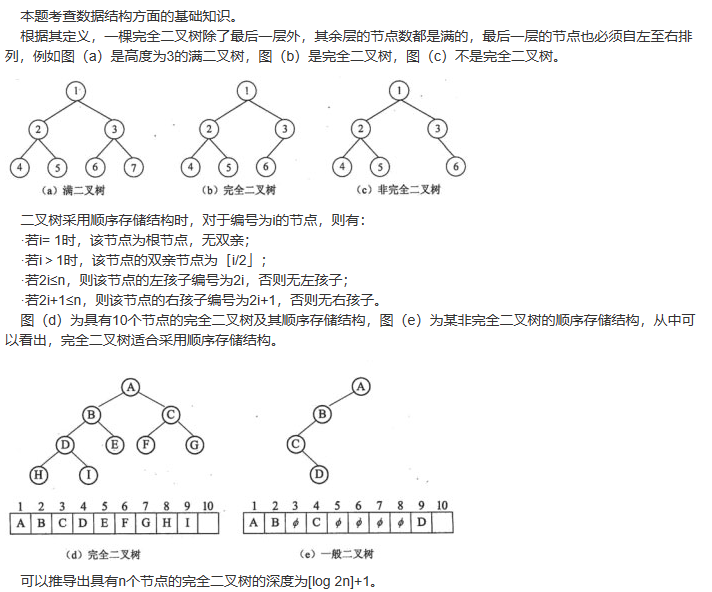 本题考查数据结构方面的基础知识。
根据其定义，一棵完全二叉树除了最后一层外，其余层的节点数都是满的，最后一层的节点也必须自左至右排
列，例如图（a）是高度为3的满二叉树，图（b）是完全二叉树，图（c）不是完全二叉树。
1 1 1
2 3 2 3 2 3
4 5 6 7 4 5 6 4 5 6
（a）满二叉树 （b）完全二叉树 （c）非完全二叉树
二叉树采用顺序存储结构时，对于编号为i的节点，则有：
·若i= 1时，该节点为根节点，无双亲；
·若i＞1时，该节点的双亲节点为「i/2」；
·若2i≤n，则该节点的左孩子编号为2i，否则无左孩子；
·若2i+1≤n，则该节点的右孩子编号为2i+1，否则无右孩子。
图（d）为具有10个节点的完全二叉树及其顺序存储结构，图（e）为某非完全二叉树的顺序存储结构，从中可
以看出，完全二叉树适合采用顺序存储结构。
A A
B C B
D E F G C
H I D
1 2 3 4 5 6 7 8 9 10 1 2 3 4 5 6 7 8 9 10
A B C D E F G H I A B ϕ C ϕ ϕ ϕ ϕ D
（d）完全二叉树 （e）一般二叉树
可以推导出具有n个节点的完全二叉树的深度为[log 2n]+1。